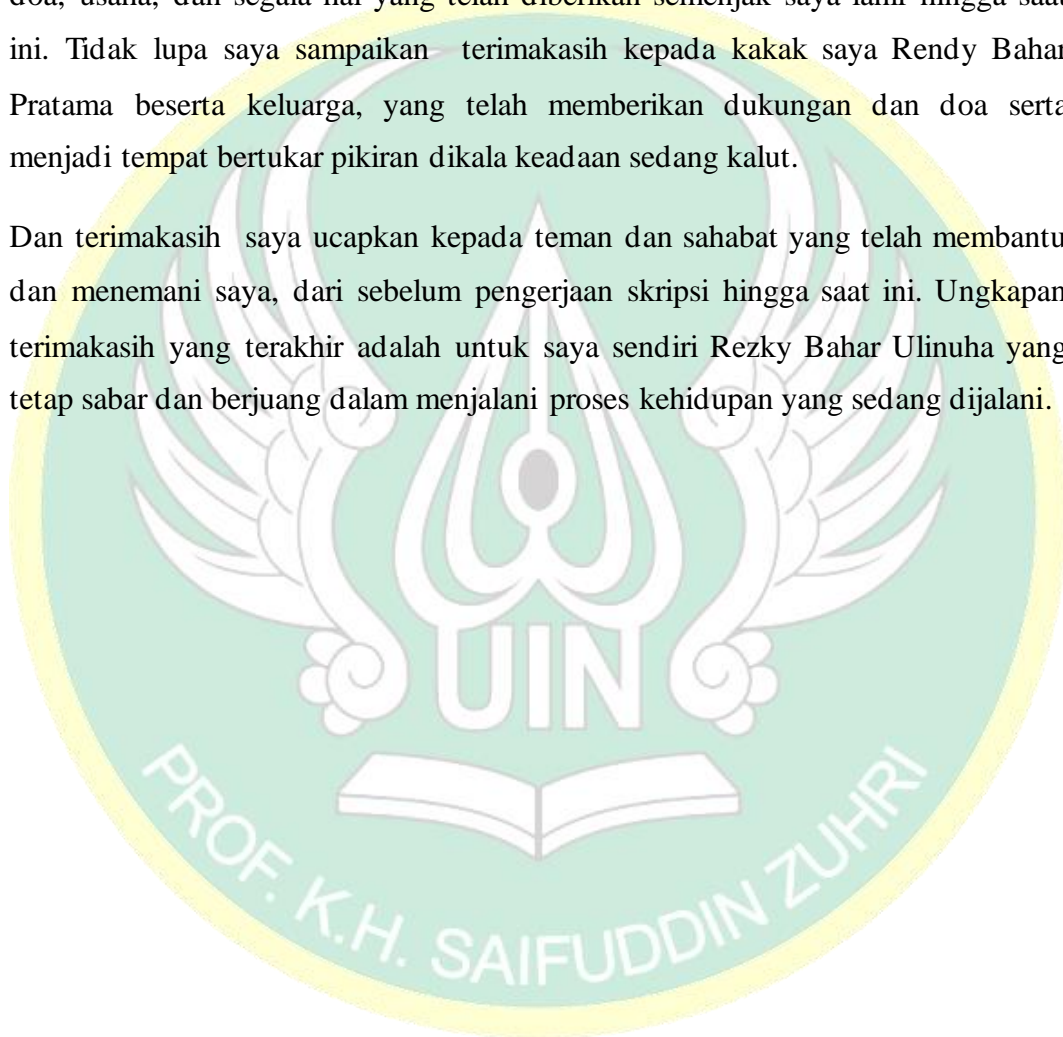 doa, usaha, dan segala hal yang telah diberikan semenjak saya lahir hingga saat
ini. Tidak lupa saya sampaikan terimakasih kepada kakak saya Rendy Bahar
Pratama beserta keluarga, yang telah memberikan dukungan dan doa serta
menjadi tempat bertukar pikiran dikala keadaan sedang kalut.
Dan terimakasih saya ucapkan kepada teman dan sahabat yang telah membantu
dan menemani saya, dari sebelum pengerjaan skripsi hingga saat ini. Ungkapan
terimakasih yang terakhir adalah untuk saya sendiri Rezky Bahar Ulinuha yang
tetap sabar dan berjuang dalam menjalani proses kehidupan yang sedang dijalani.
UIN
PROF. K.H. SAIFUDDIN ZUHRI